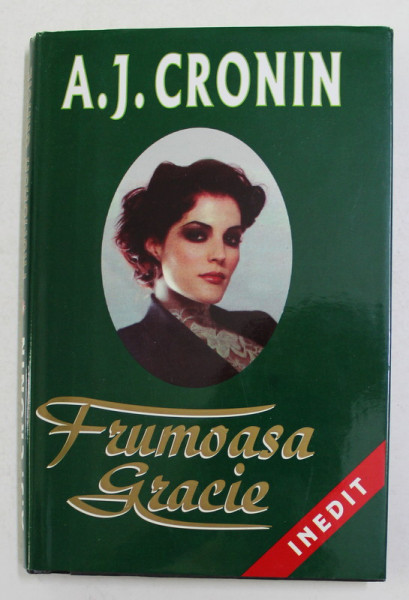 A.J. CRONIN
Frumoasa
Gracie
INEDIT